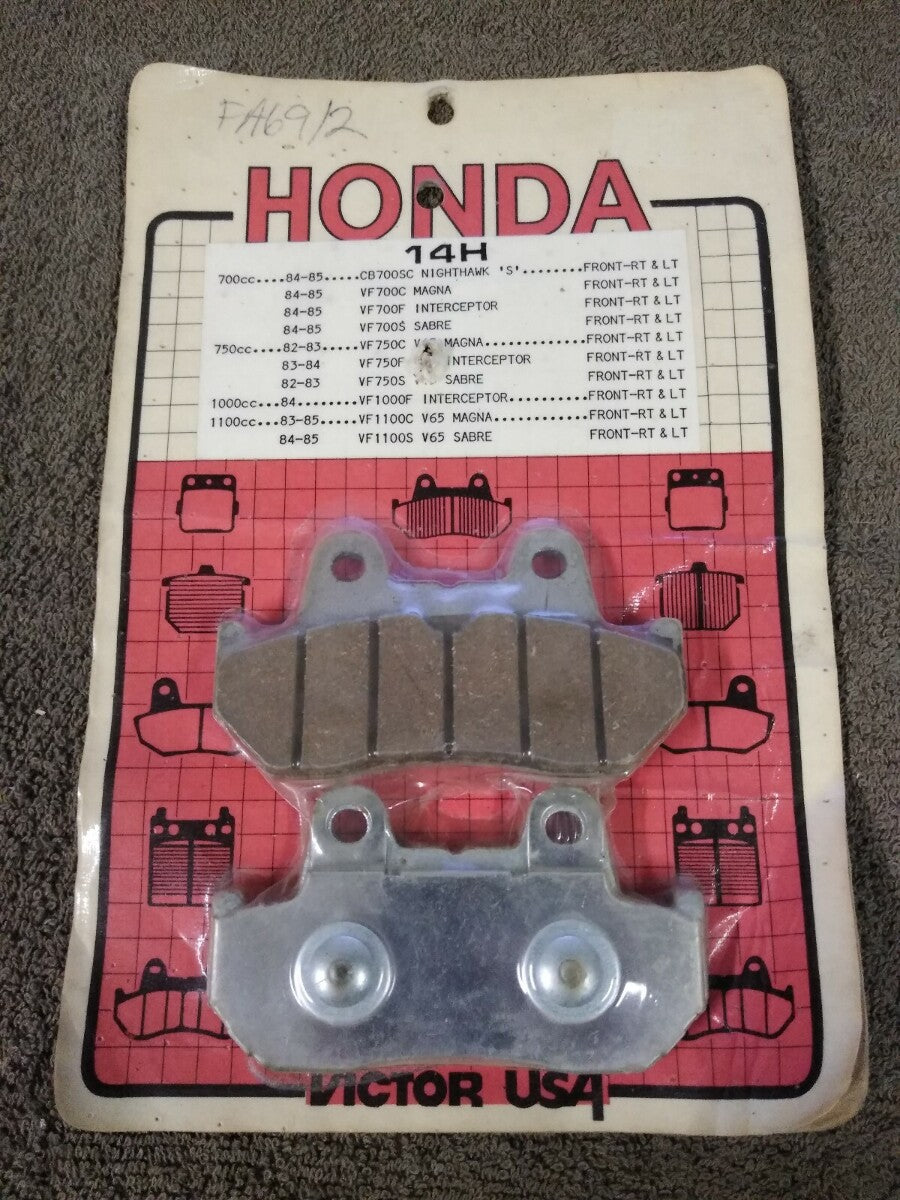 FA69/2
HONDA
14H
700cc....84-85.....CB700SC NIGHTHAWK 'S'........FRONT-RT & LT
84-85 VF700C MAGNA FRONT-RT & LT
84-85 VF700F INTERCEPTOR FRONT-RT & LT
84-85 VF700S SABRE FRONT-RT & LT
750cc....82-83.....VF750C MAGNA..............FRONT-RT & LT
83-84 VF750F INTERCEPTOR FRONT-RT & LT
82-83 VF750S SABRE FRONT-RT & LT
1000cc...84........VF1000F INTERCEPTOR..........FRONT-RT & LT
1100cc...83-85.....VF1100C V65 MAGNA............FRONT-RT & LT
84-85 VF1100S V65 SABRE FRONT-RT & LT
VICTOR USA